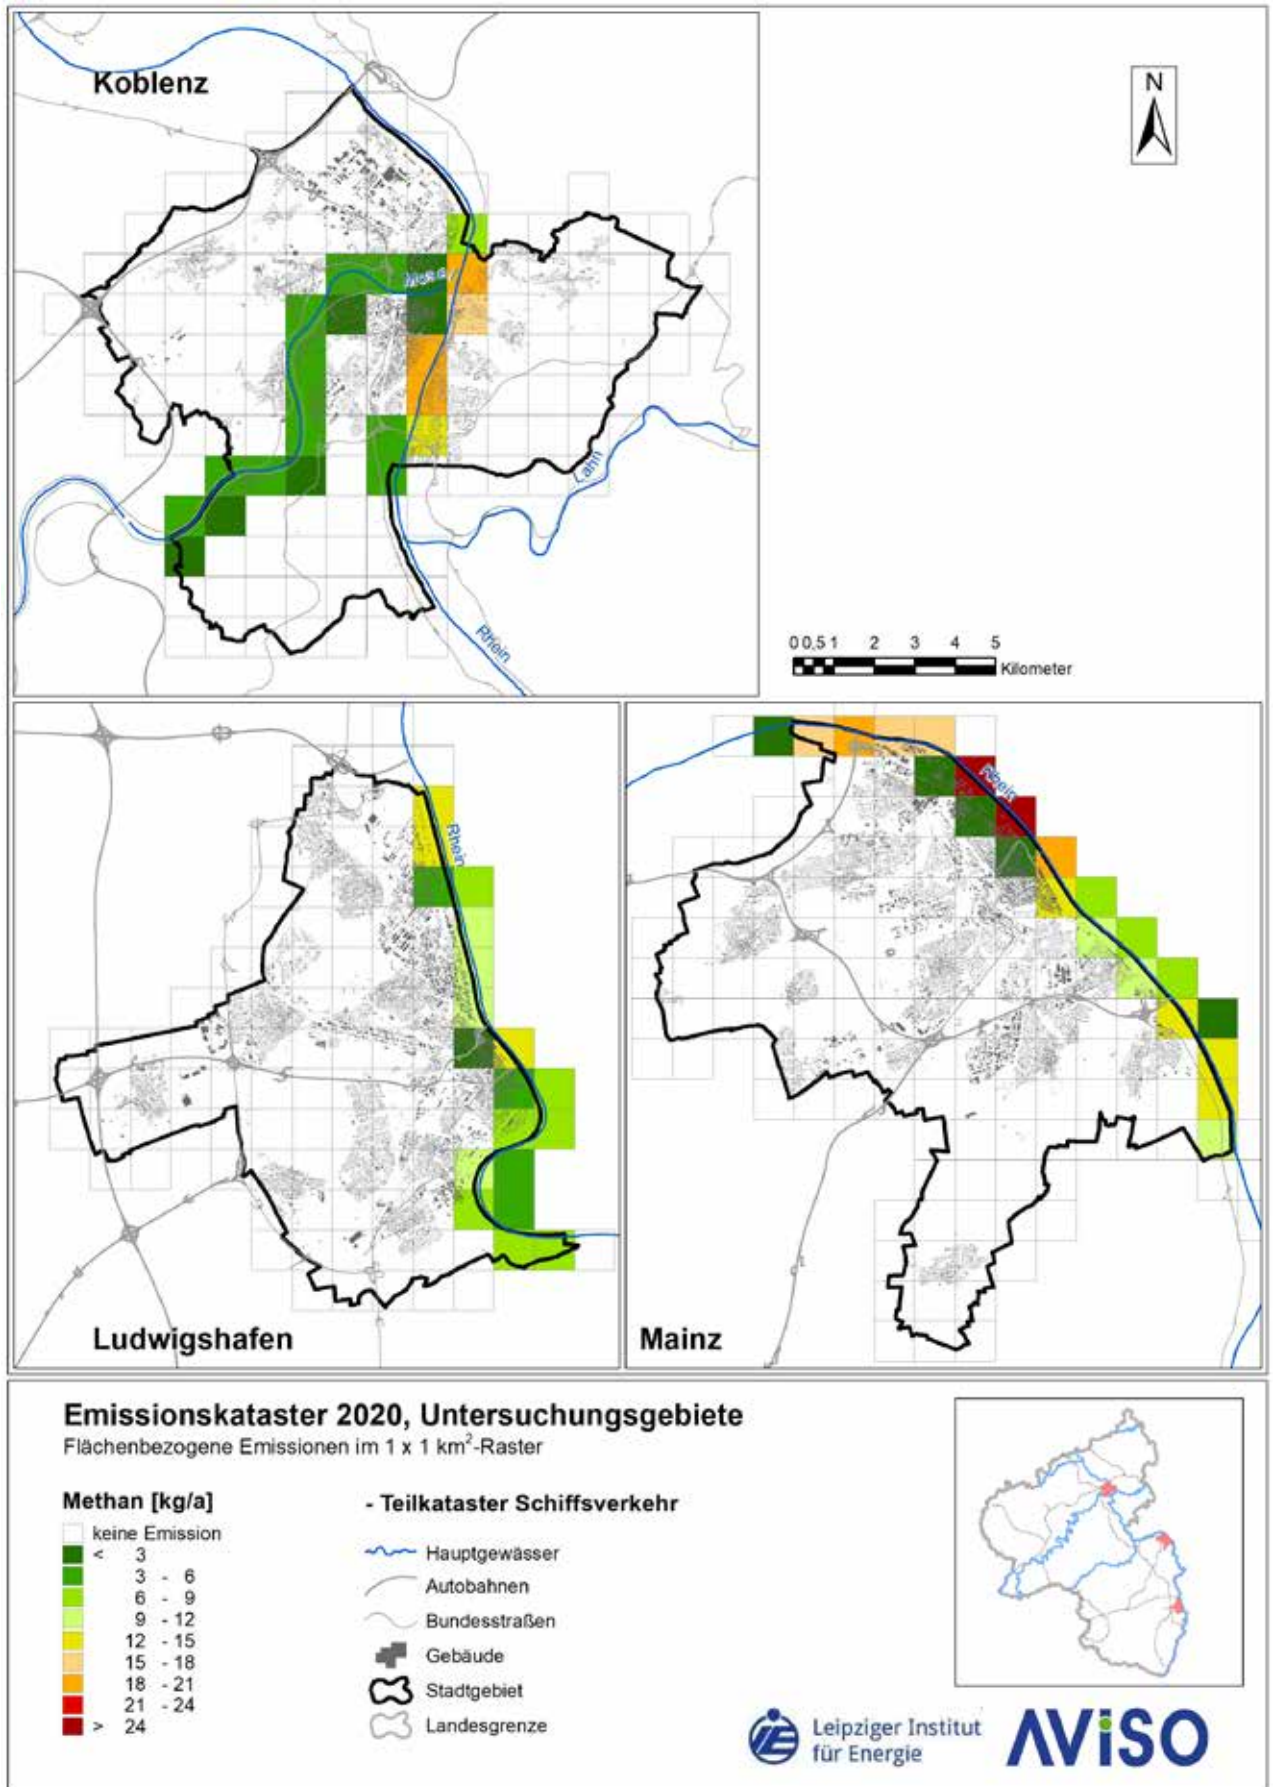 Koblenz
N
Mosel
Lahn
Rhein
0 0,5 1 2 3 4 5
Kilometer
Rhein
Ludwigshafen
Rhein
Mainz
Emissionskataster 2020, Untersuchungsgebiete
Flächenbezogene Emissionen im 1 x 1 km²-Raster
Methan [kg/a]
keine Emission
< 3
3 - 6
6 - 9
9 - 12
12 - 15
15 - 18
18 - 21
21 - 24
> 24
- Teilkataster Schiffsverkehr
Hauptgewässer
Autobahnen
Bundesstraßen
Gebäude
Stadtgebiet
Landesgrenze
Leipziger Institut
für Energie
AViSO